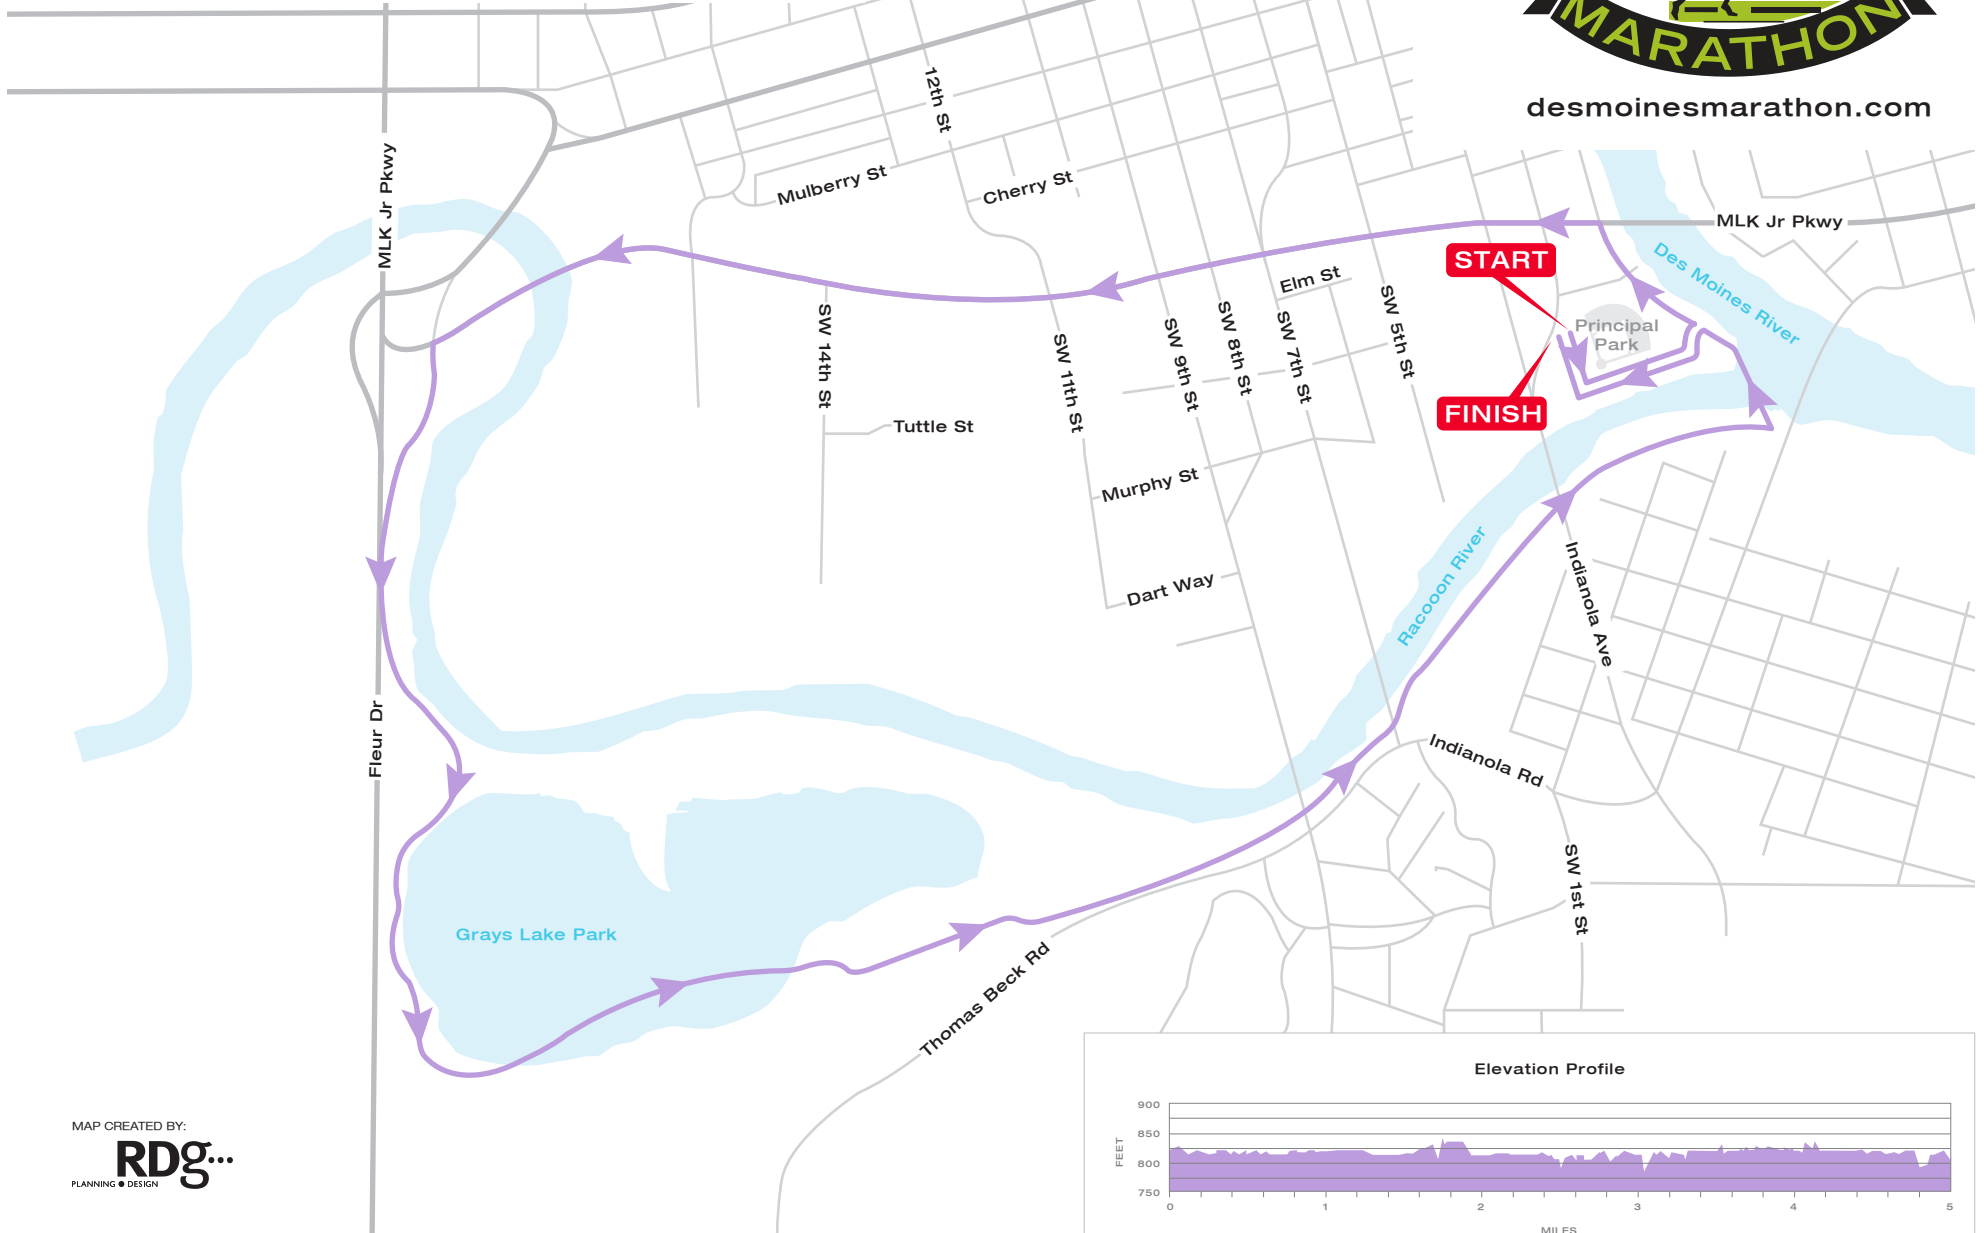 MARATHON
desmoinesmarathon.com
12th St
MLK Jr Pkwy
Mulberry St
Cherry St
MLK Jr Pkwy
START
Des Moines River
Elm St
SW 5th St
Principal
Park
SW 14th St
SW 11th St
SW 9th St
SW 8th St
SW 7th St
FINISH
Tuttle St
Murphy St
Racooon River
Indianola Ave
Dart Way
Fleur Dr
Indianola Rd
SW 1st St
Grays Lake Park
Thomas Beck Rd
MAP CREATED BY:
RDg...
PLANNING ● DESIGN
Elevation Profile
FEET
900
850
800
750
0 1 2 3 4 5
MILES